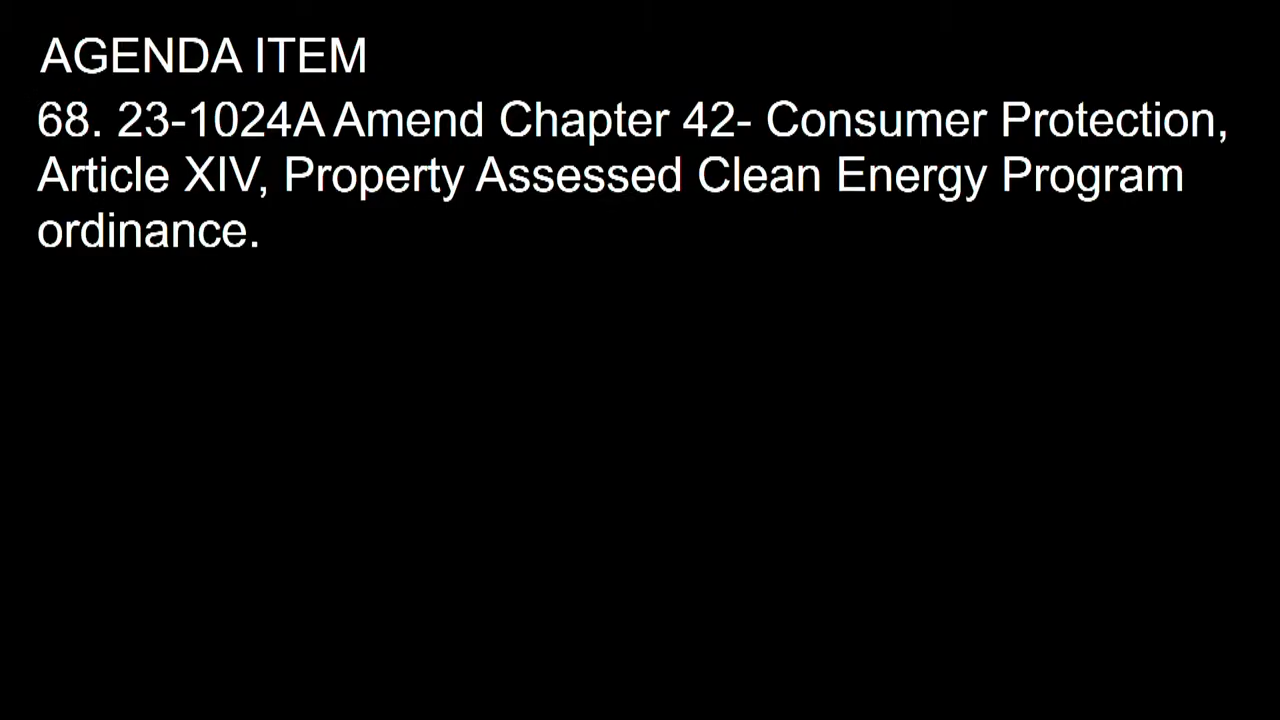 AGENDA ITEM
68. 23-1024A Amend Chapter 42- Consumer Protection,
Article XIV, Property Assessed Clean Energy Program
ordinance.